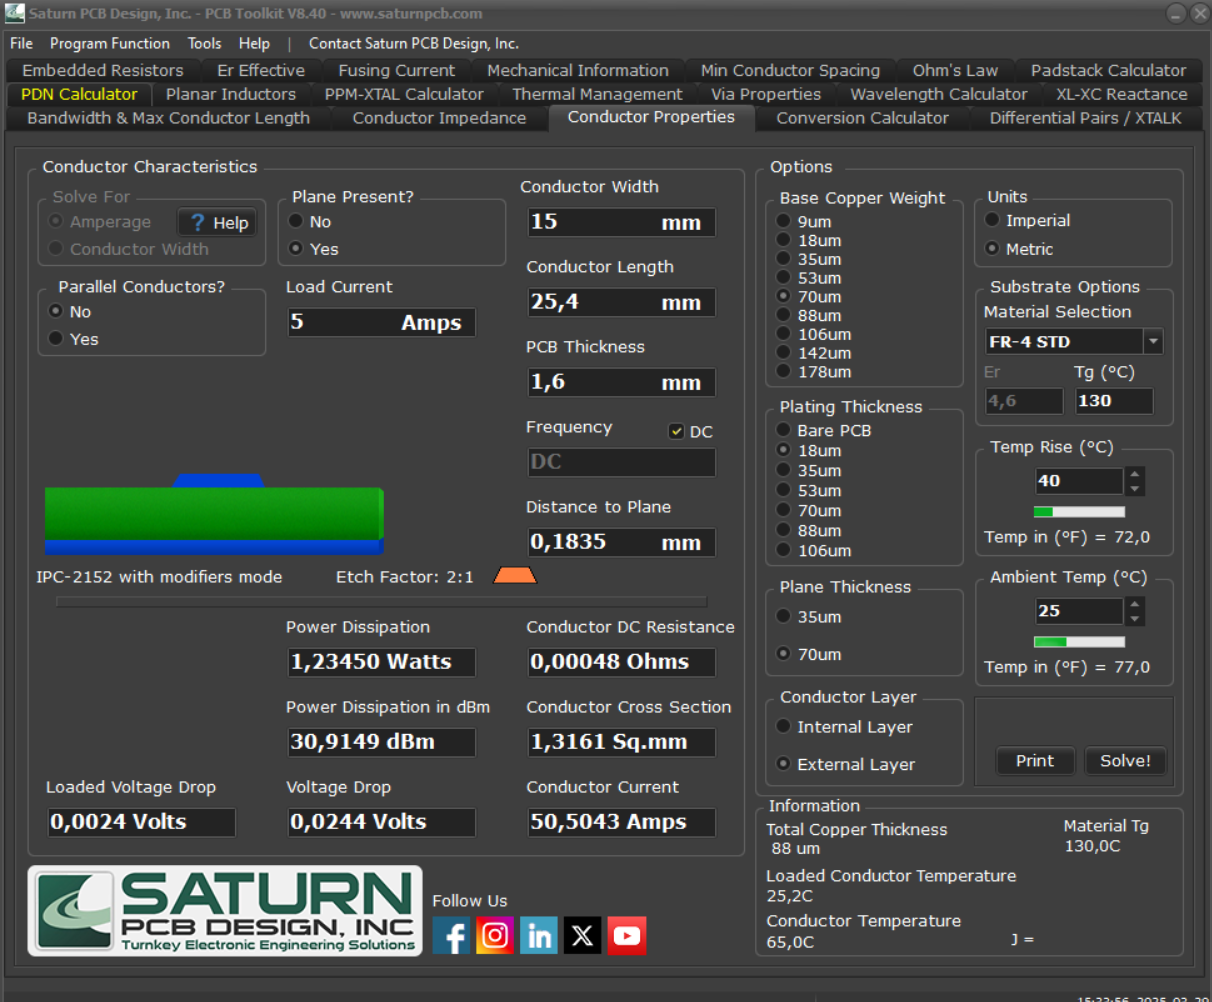 Saturn PCB Design, Inc. - PCB Toolkit V8.40 - www.saturnpcb.com
File Program Function Tools Help | Contact Saturn PCB Design, Inc.
Embedded Resistors Er Effective Fusing Current Mechanical Information Min Conductor Spacing Ohm's Law Padstack Calculator
PDN Calculator Planar Inductors PPM-XTAL Calculator Thermal Management Via Properties Wavelength Calculator XL-XC Reactance
Bandwidth & Max Conductor Length Conductor Impedance Conductor Properties Conversion Calculator Differential Pairs / XTALK
Conductor Characteristics
Solve For
Amperage
? Help
Conductor Width
Plane Present?
No
Yes
Parallel Conductors?
No
Yes
Load Current
5 Amps
Conductor Width
15 mm
Conductor Length
25,4 mm
PCB Thickness
1,6 mm
Frequency
DC
DC
Distance to Plane
0,1835 mm
IPC-2152 with modifiers mode
Etch Factor: 2:1
Power Dissipation
1,23450 Watts
Conductor DC Resistance
0,00048 Ohms
Power Dissipation in dBm
30,9149 dBm
Conductor Cross Section
1,3161 Sq.mm
Loaded Voltage Drop
0,0024 Volts
Voltage Drop
0,0244 Volts
Conductor Current
50,5043 Amps
Options
Base Copper Weight
9um
18um
35um
53um
70um
88um
106um
142um
178um
Plating Thickness
Bare PCB
18um
35um
53um
70um
88um
106um
Plane Thickness
35um
70um
Conductor Layer
Internal Layer
External Layer
Units
Imperial
Metric
Substrate Options
Material Selection
FR-4 STD
Er Tg (°C)
4,6 130
Temp Rise (°C)
40
Temp in (°F) = 72,0
Ambient Temp (°C)
25
Temp in (°F) = 77,0
Print Solve!
Information
Total Copper Thickness
88 um
Material Tg
130,0C
Loaded Conductor Temperature
25,2C
Conductor Temperature
65,0C
J =
SATURN
PCB DESIGN, INC
Turnkey Electronic Engineering Solutions
Follow Us
f
in
X